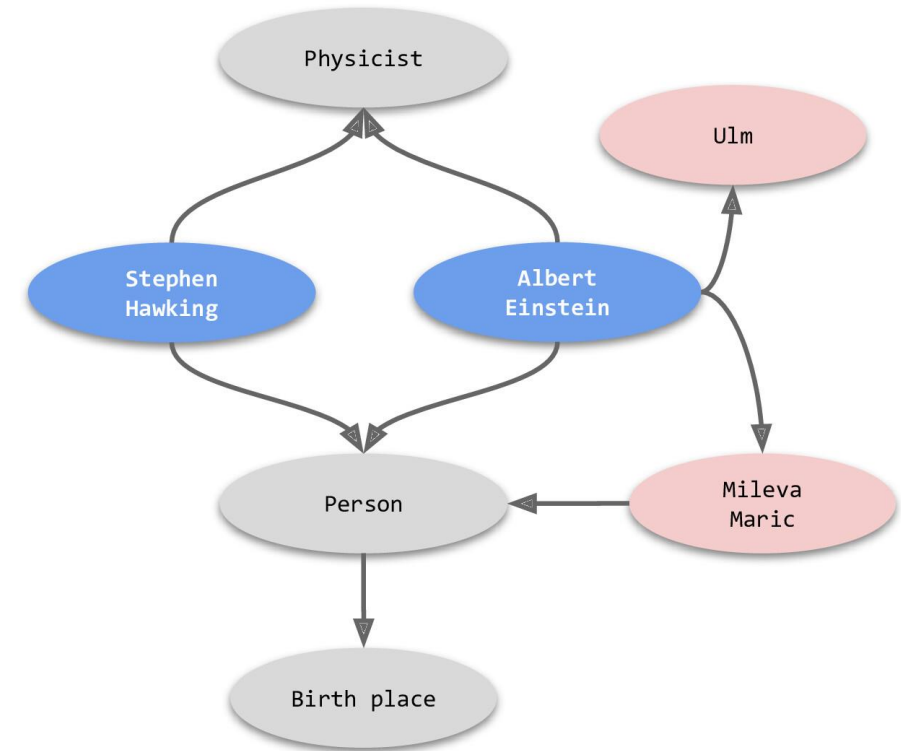 Physicist
Ulm
Stephen
Hawking
Albert
Einstein
Person
Mileva
Maric
Birth place